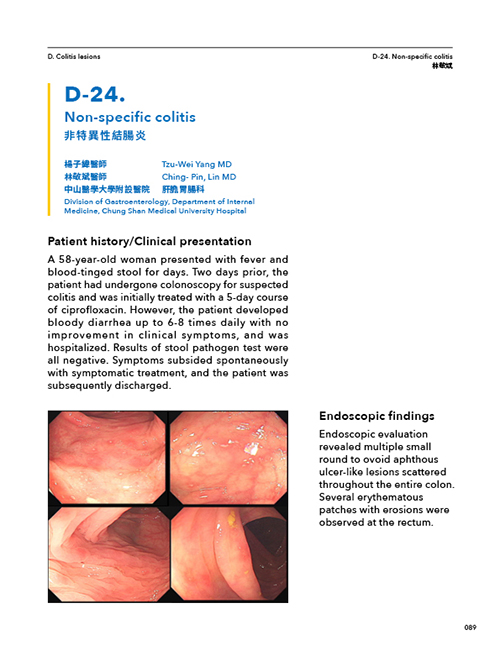 D. Colitis lesions
D-24. Non-specific colitis
林敬斌
D-24.
Non-specific colitis
非特異性結腸炎
楊子緯醫師 Tzu-Wei Yang MD
林敬斌醫師 Ching- Pin, Lin MD
中山醫學大學附設醫院 肝膽胃腸科
Division of Gastroenterology, Department of Internal
Medicine, Chung Shan Medical University Hospital
Patient history/Clinical presentation
A 58-year-old woman presented with fever and
blood-tinged stool for days. Two days prior, the
patient had undergone colonoscopy for suspected
colitis and was initially treated with a 5-day course
of ciprofloxacin. However, the patient developed
bloody diarrhea up to 6-8 times daily with no
improvement in clinical symptoms, and was
hospitalized. Results of stool pathogen test were
all negative. Symptoms subsided spontaneously
with symptomatic treatment, and the patient was
subsequently discharged.
Endoscopic findings
Endoscopic evaluation
revealed multiple small
round to ovoid aphthous
ulcer-like lesions scattered
throughout the entire colon.
Several erythematous
patches with erosions were
observed at the rectum.
089